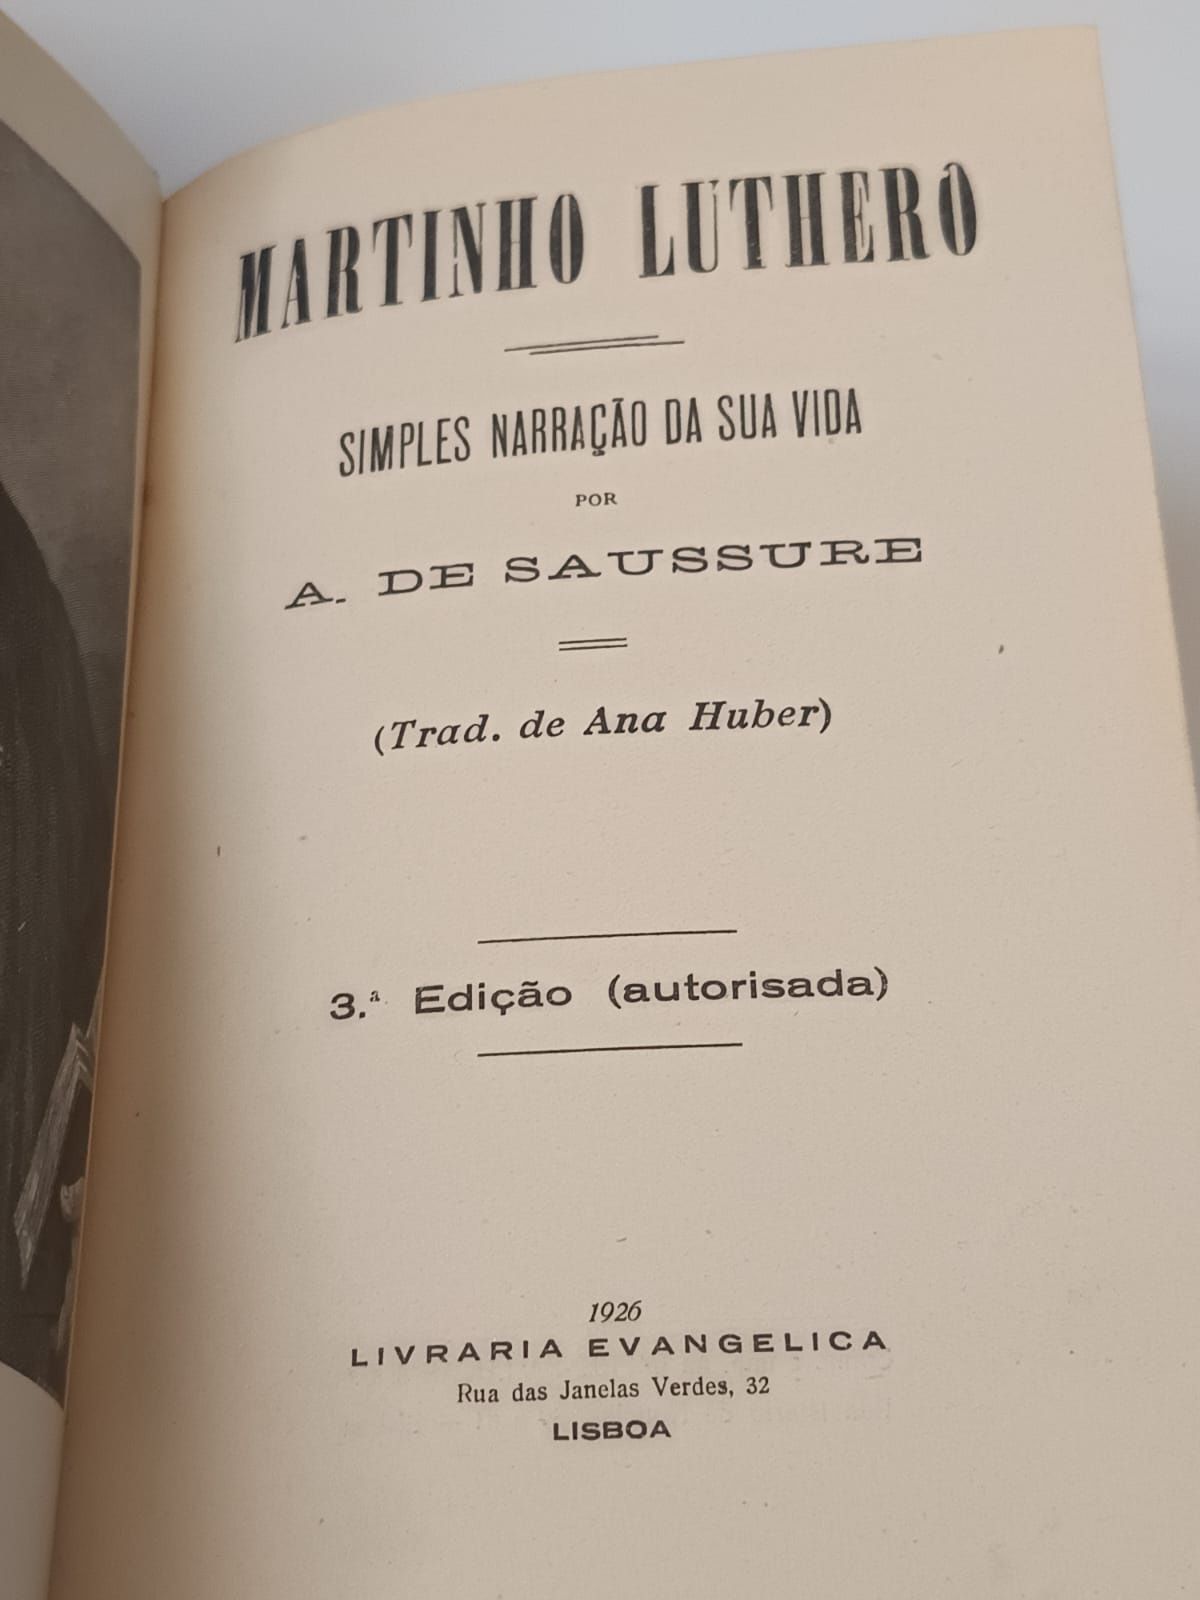 MARTINHO LUTHERO
SIMPLES NARRAÇÃO DA SUA VIDA
POR
A. DE SAUSSURE
(Trad. de Ana Huber)
3.ª Edição (autorisada)
1926
LIVRARIA EVANGELICA
Rua das Janelas Verdes, 32
LISBOA